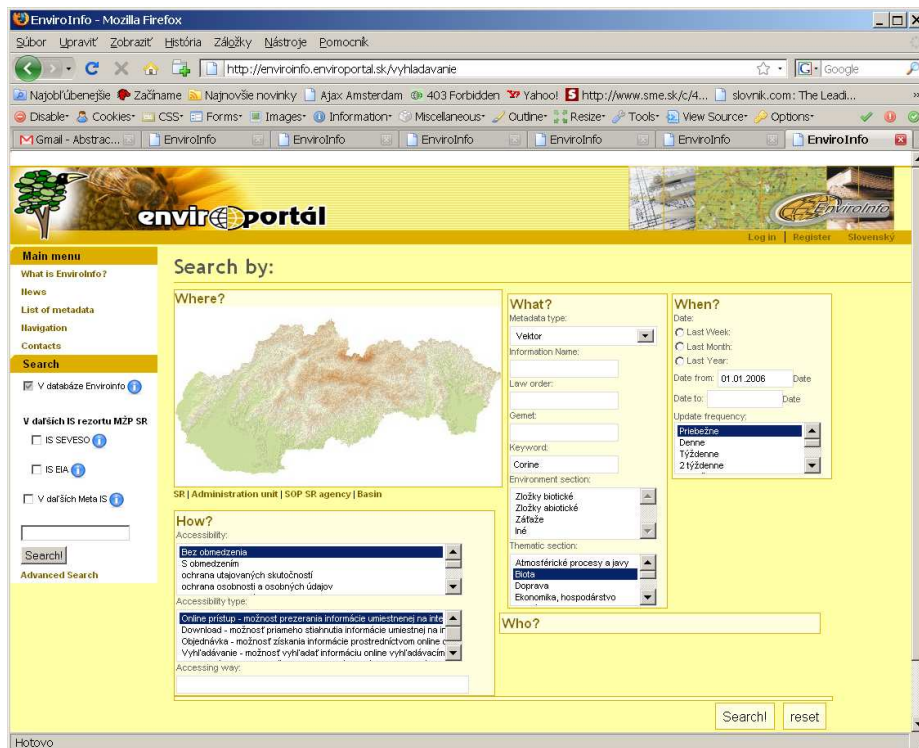 EnviroInfo - Mozilla Firefox
Súbor Upraviť Zobraziť História Záložky Nástroje Pomocník
http://enviroinfo.enviroportal.sk/vyhladavanie
Google
Najobľúbenejšie Začíname Najnovšie novinky Ajax Amsterdam 403 Forbidden Yahoo! http://www.sme.sk/c/4... slovnik.com: The Leadi...
Disable Cookies CSS Forms Images Information Miscellaneous Outline Resize Tools View Source Options
Gmail - Abstrac... EnviroInfo EnviroInfo EnviroInfo EnviroInfo EnviroInfo EnviroInfo
enviroportál
EnviroInfo
Log in | Register Slovenský
Main menu
What is EnviroInfo?
News
List of metadata
Navigation
Contacts
Search
V databáze Enviroinfo
V ďalších IS rezortu MŽP SR
IS SEVESO
IS EIA
V ďalších Meta IS
Search!
Advanced Search
Search by:
Where?
SR | Administration unit | SOP SR agency | Basin
What?
Metadata type:
Vektor
Information Name:
Law order:
Gemet:
Keyword:
Corine
Environment section:
Zložky biotické
Zložky abiotické
Záťaže
Iné
Thematic section:
Atmosférické procesy a javy
Biota
Doprava
Ekonomika, hospodárstvo
When?
Date:
Last Week:
Last Month:
Last Year:
Date from: 01.01.2006 Date
Date to: Date
Update frequency:
Priebežne
Denne
Týždenne
2 týždenne
How?
Accessibility:
Bez obmedzenia
S obmedzením
ochrana utajovaných skutočností
ochrana osobnosti a osobných údajov
Accessibility type:
Online prístup - možnost prezerania informácie umiestnenej na inte
Download - možnosť priameho stiahnutia informácie umiestnej na in
Objednávka - možnosť získania informácie prostredníctvom online
Vyhľadávanie - možnosť vyhľadať informáciu online vyhľadávacím
Accessing way:
Who?
Search! reset
Hotovo